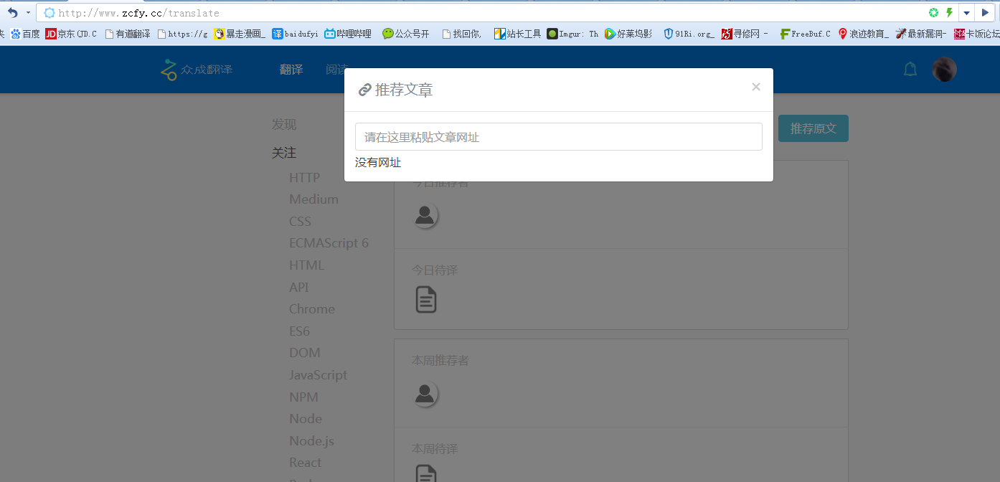 http://www.zcfy.cc/translate
夹 百度 JD 京东(JD.C 有道翻译 https://g 暴走漫画_ 译 baidufyi 哔哩哔哩 公众号开 找回你, 站长工具 Imgur: Th 好莱坞影 91Ri.org_ 寻修网 - FreeBuf.C 浪迹教育_ 最新漏洞- 卡饭论坛
众成翻译 翻译 阅读
推荐文章 ×
发现
请在这里粘贴文章网址
推荐原文
关注
没有网址
HTTP
今日推荐者
Medium
CSS
ECMAScript 6
HTML
今日待译
API
Chrome
ES6
DOM
本周推荐者
JavaScript
NPM
Node
Node.js
本周待译
React